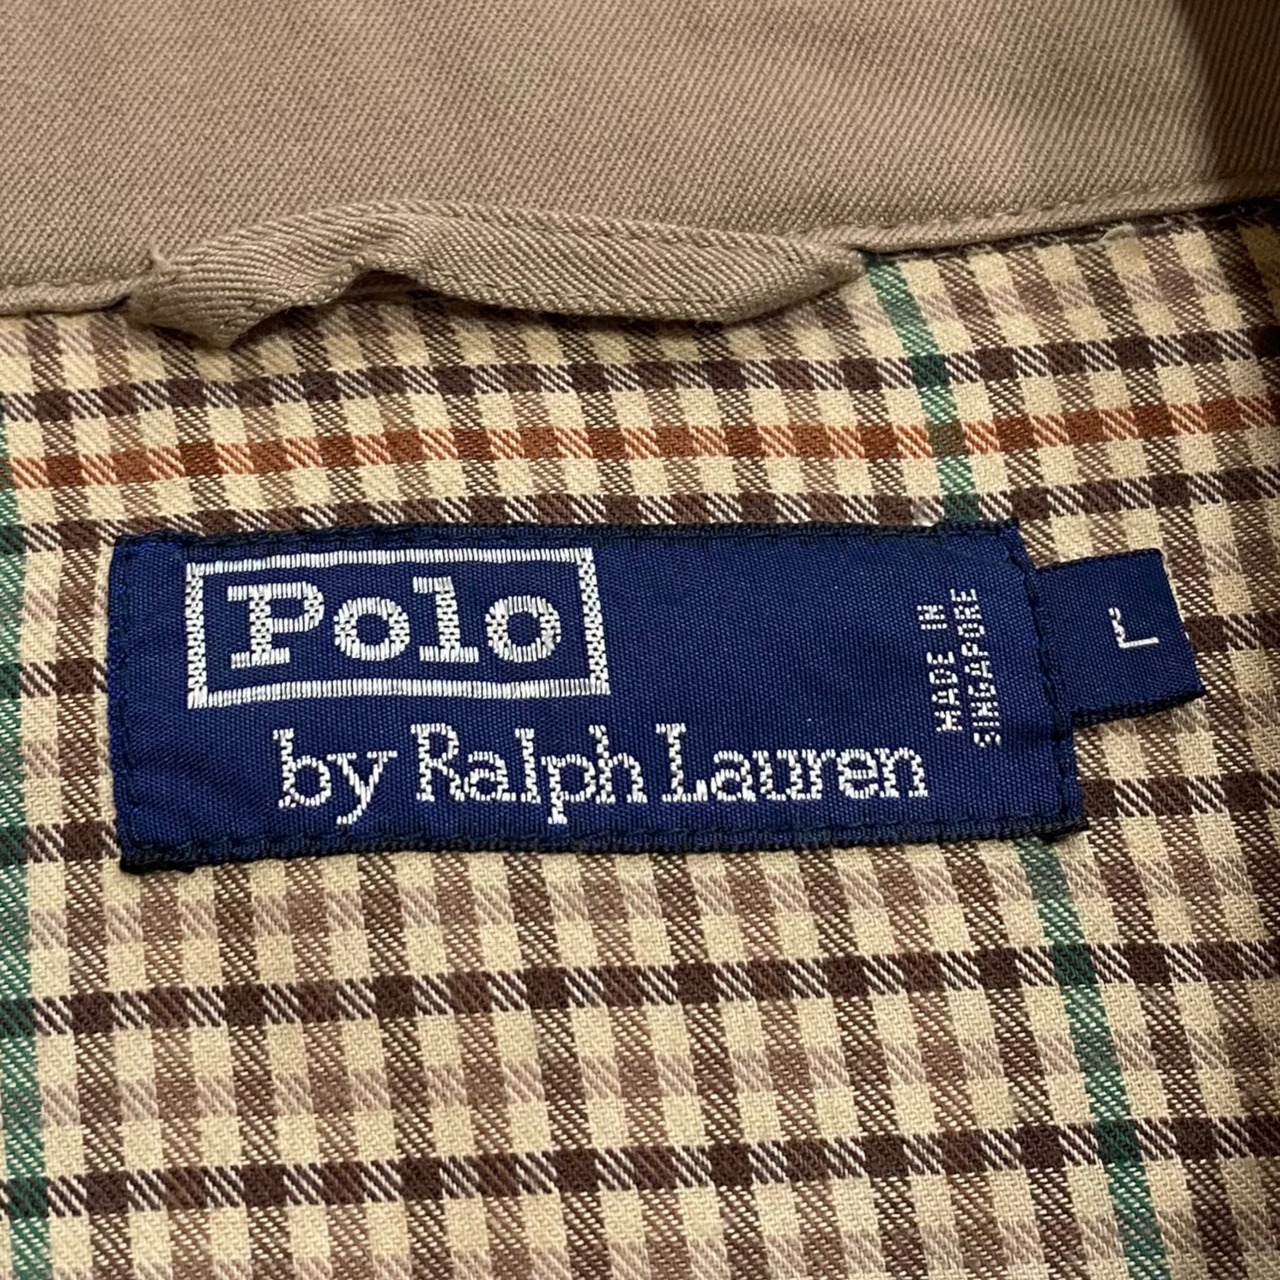 Polo
by Ralph Lauren
MADE IN
SINGAPORE
L